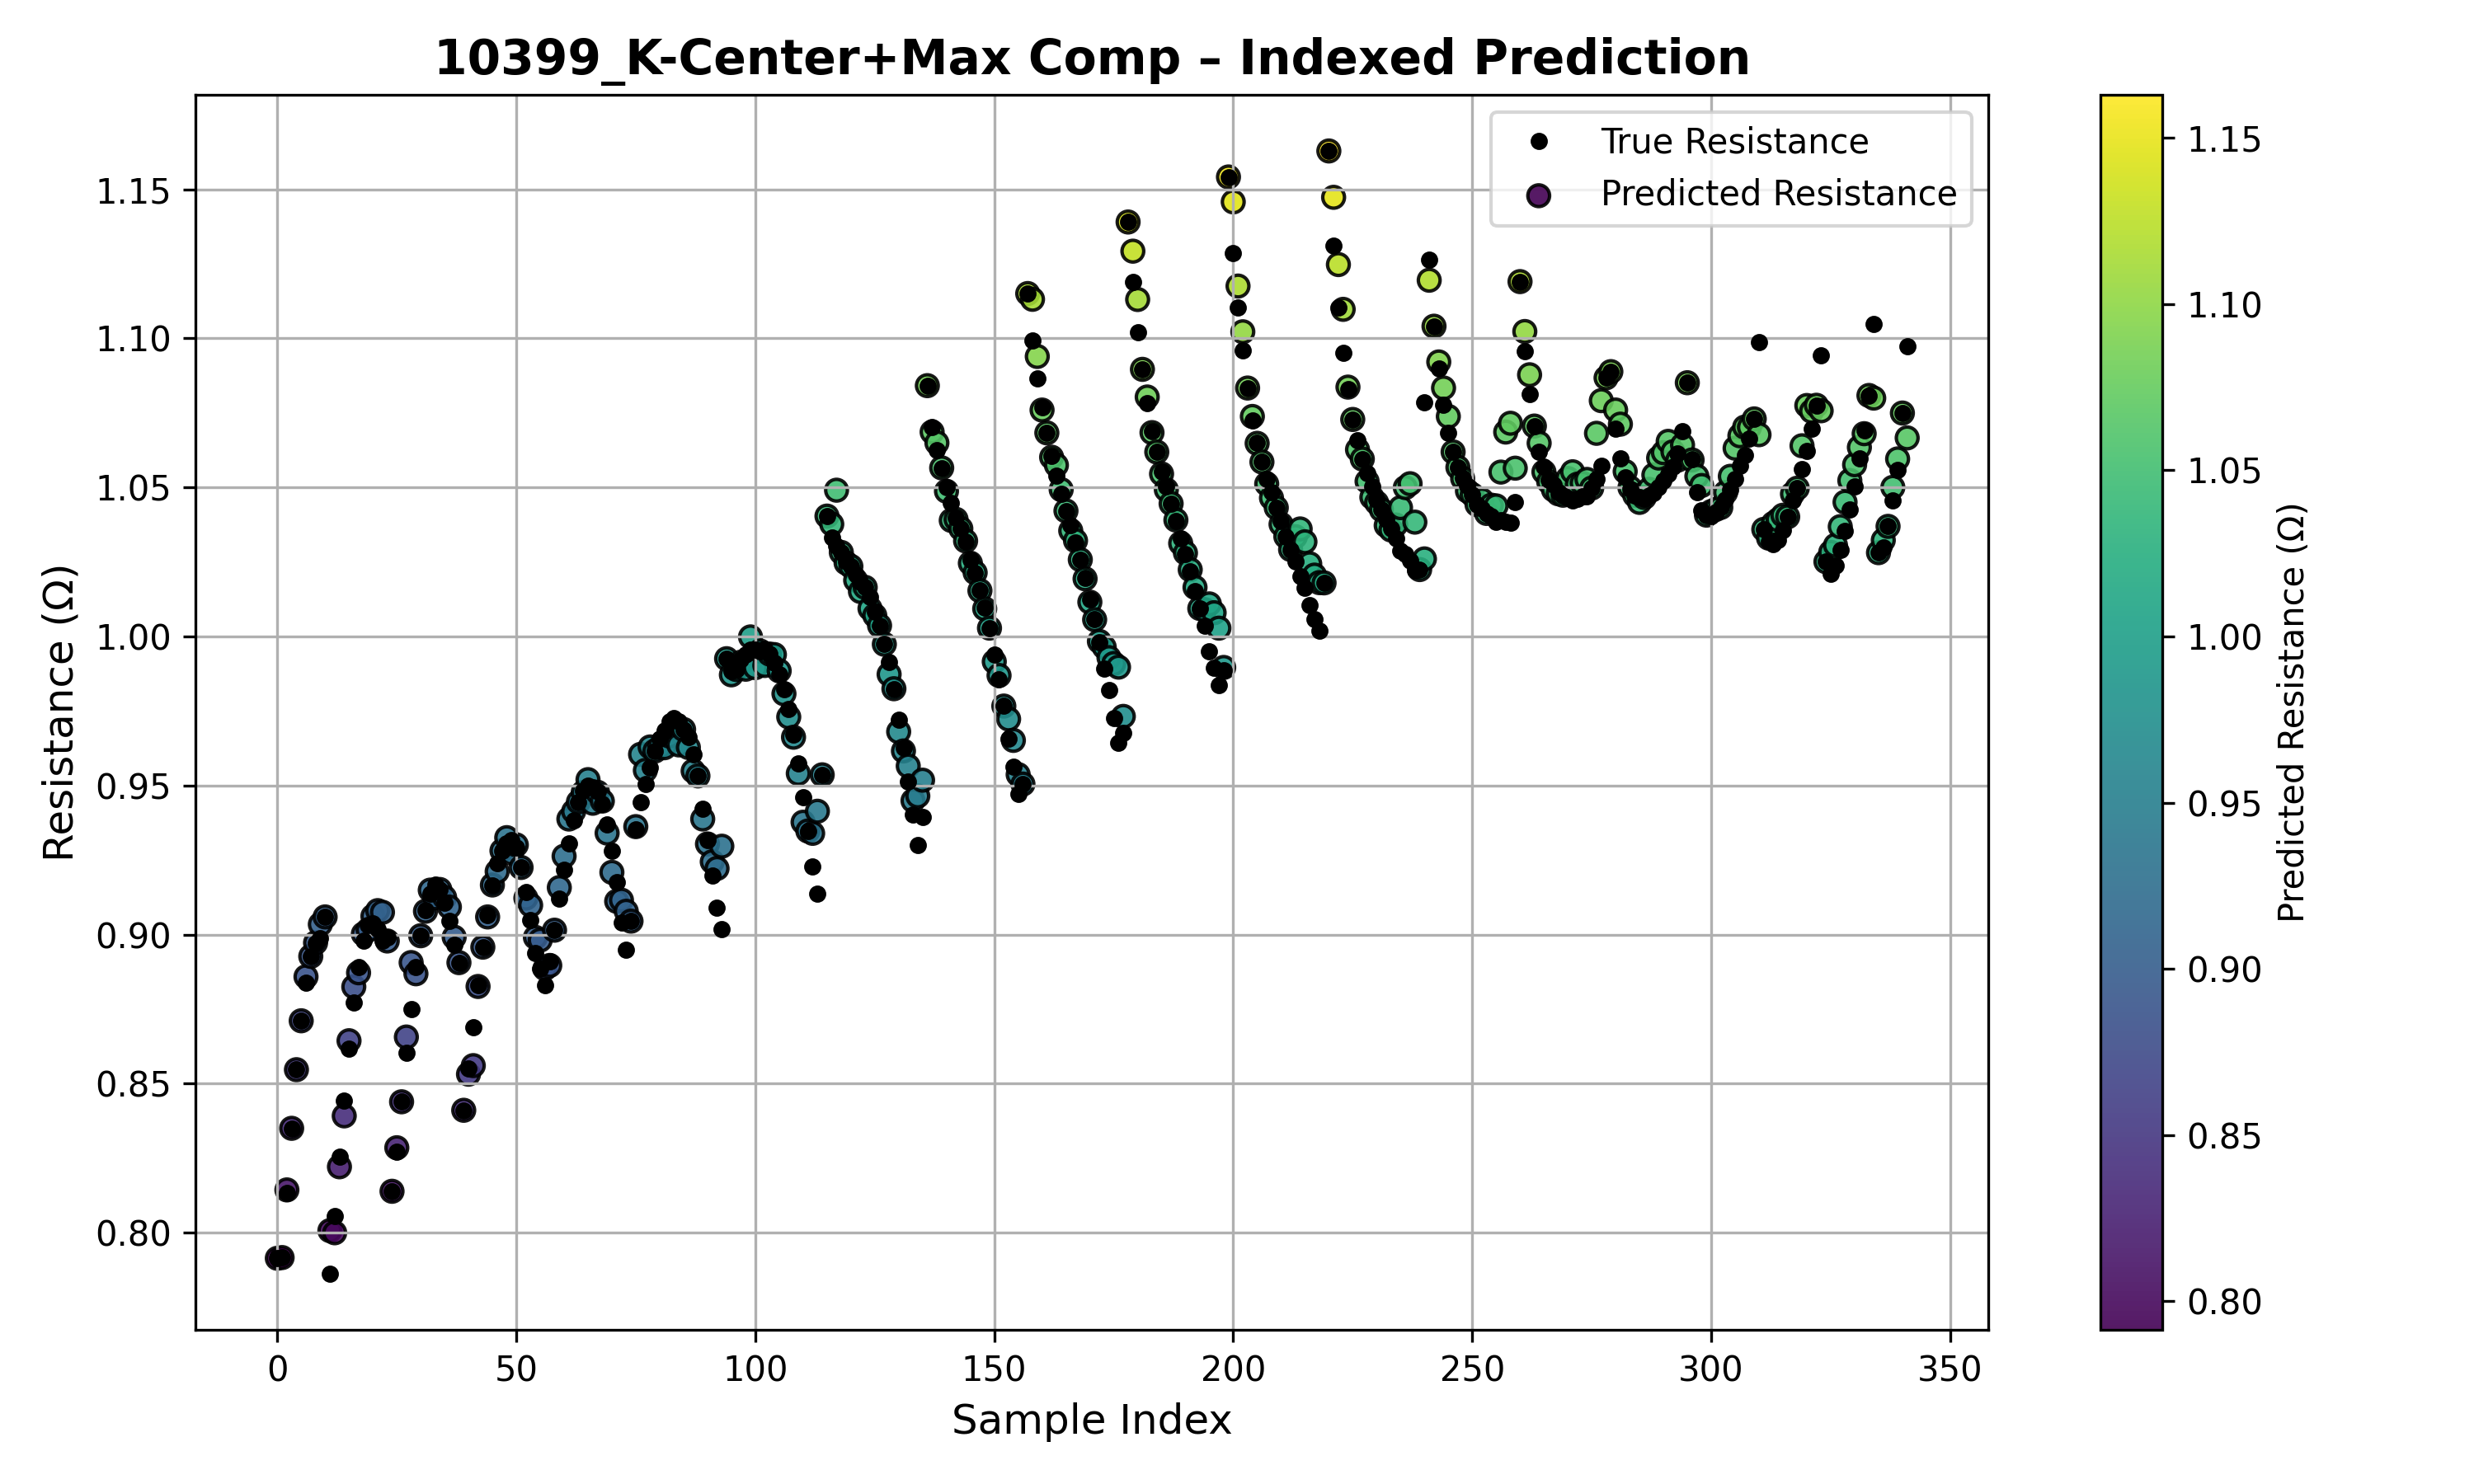 10399_K-Center+Max Comp – Indexed Prediction
True Resistance
Predicted Resistance
Resistance (Ω)
1.15
1.10
1.05
1.00
0.95
0.90
0.85
0.80
0 50 100 150 200 250 300 350
Sample Index
1.15
1.10
1.05
1.00
0.95
0.90
0.85
0.80
Predicted Resistance (Ω)